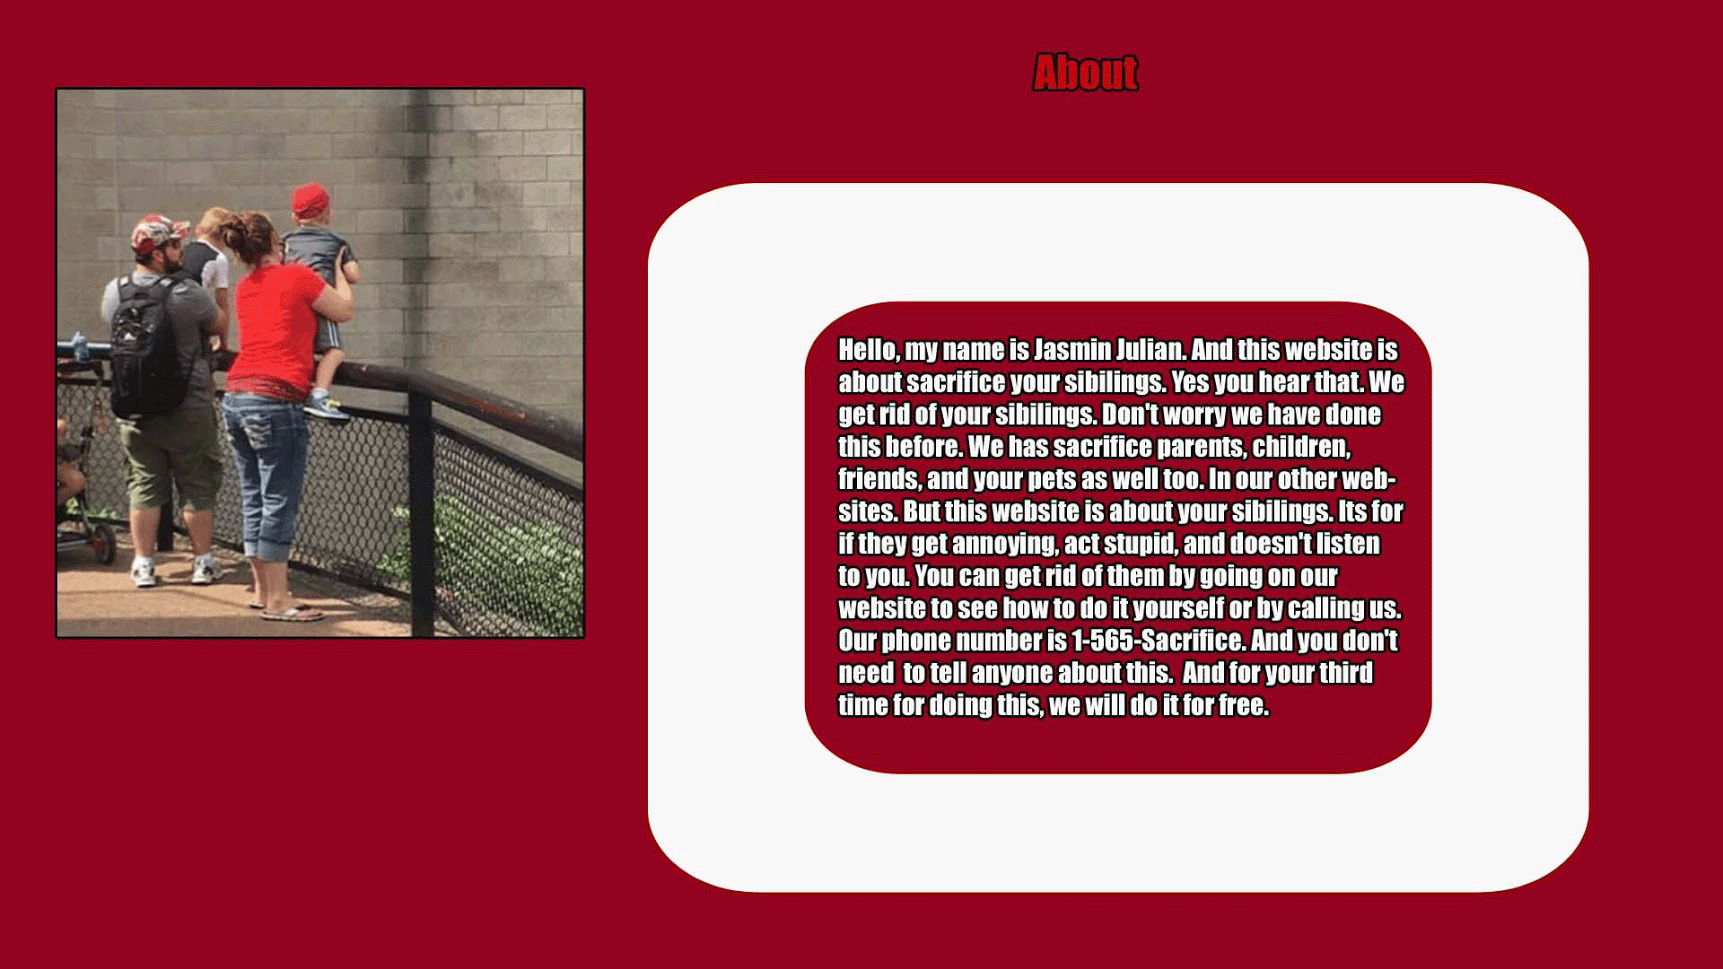 About
Hello, my name is Jasmin Julian. And this website is
about sacrifice your sibilings. Yes you hear that. We
get rid of your sibilings. Don't worry we have done
this before. We has sacrifice parents, children,
friends, and your pets as well too. In our other web-
sites. But this website is about your sibilings. Its for
if they get annoying, act stupid, and doesn't listen
to you. You can get rid of them by going on our
website to see how to do it yourself or by calling us.
Our phone number is 1-565-Sacrifice. And you don't
need  to tell anyone about this.  And for your third
time for doing this, we will do it for free.